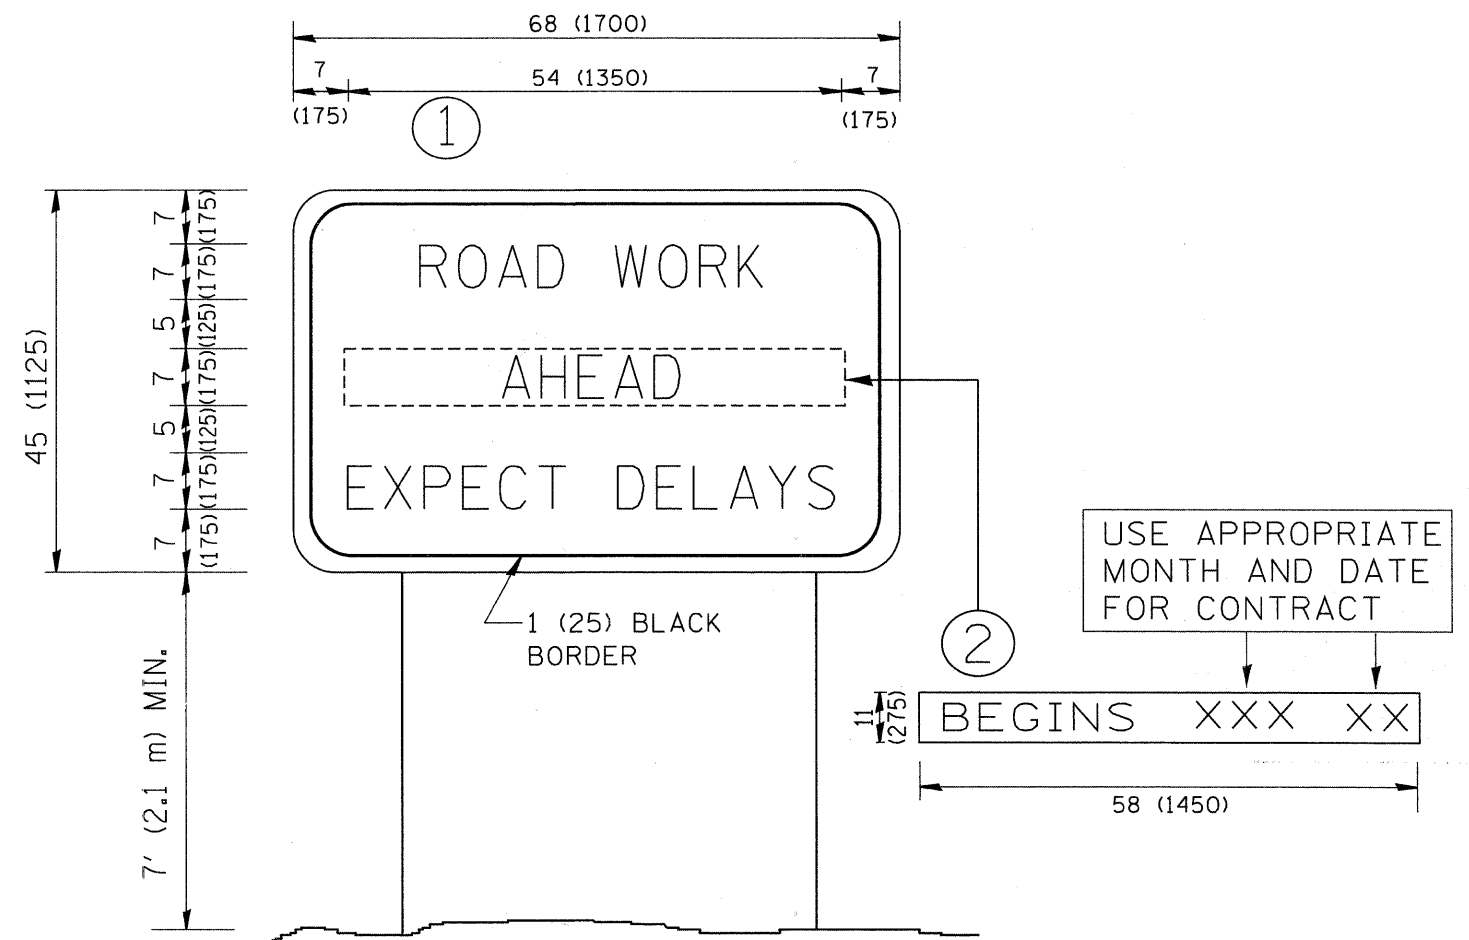 68 (1700)
7
54 (1350)
7
(175)
(175)
1
7
(175)
7
(175)
5
(125)
7
(175)
5
(125)
7
(175)
7
(175)
45 (1125)
ROAD WORK
AHEAD
EXPECT DELAYS
1 (25) BLACK
BORDER
7' (2.1 m) MIN.
USE APPROPRIATE
MONTH AND DATE
FOR CONTRACT
2
11
(275)
BEGINS XXX XX
58 (1450)